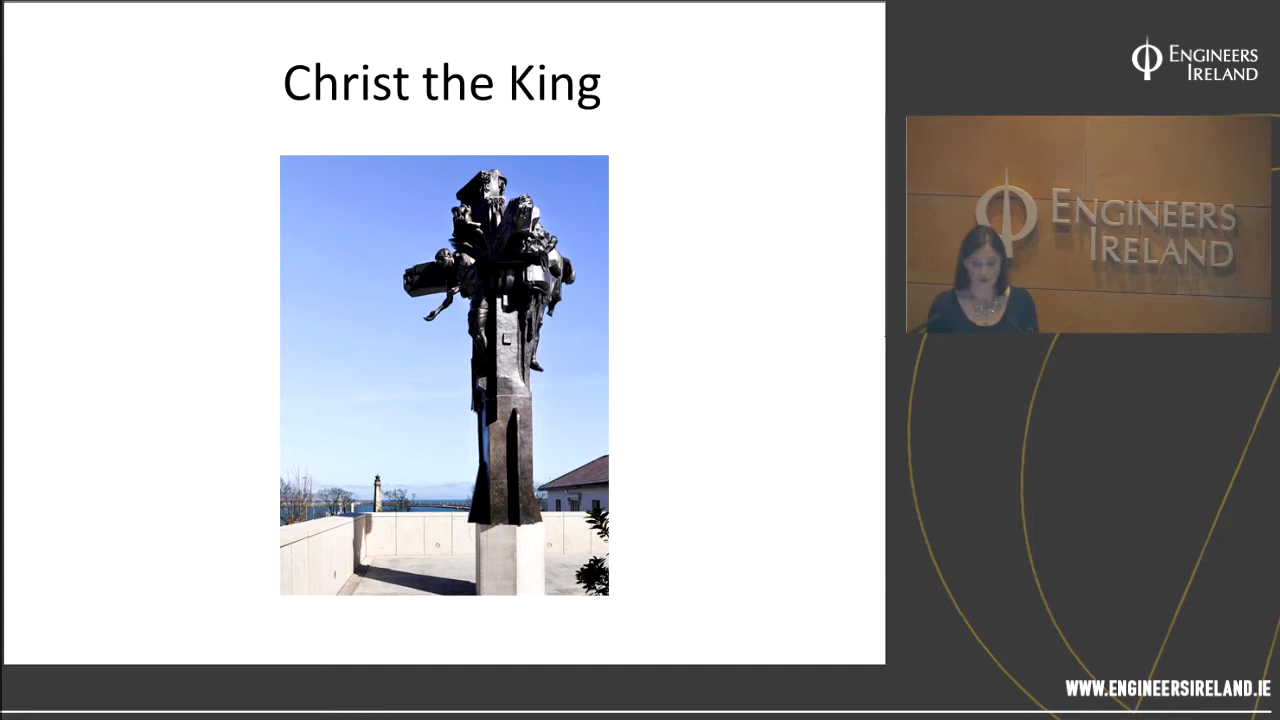 Christ the King
ENGINEERS
IRELAND
ENGINEERS
IRELAND
WWW.ENGINEERSIRELAND.IE